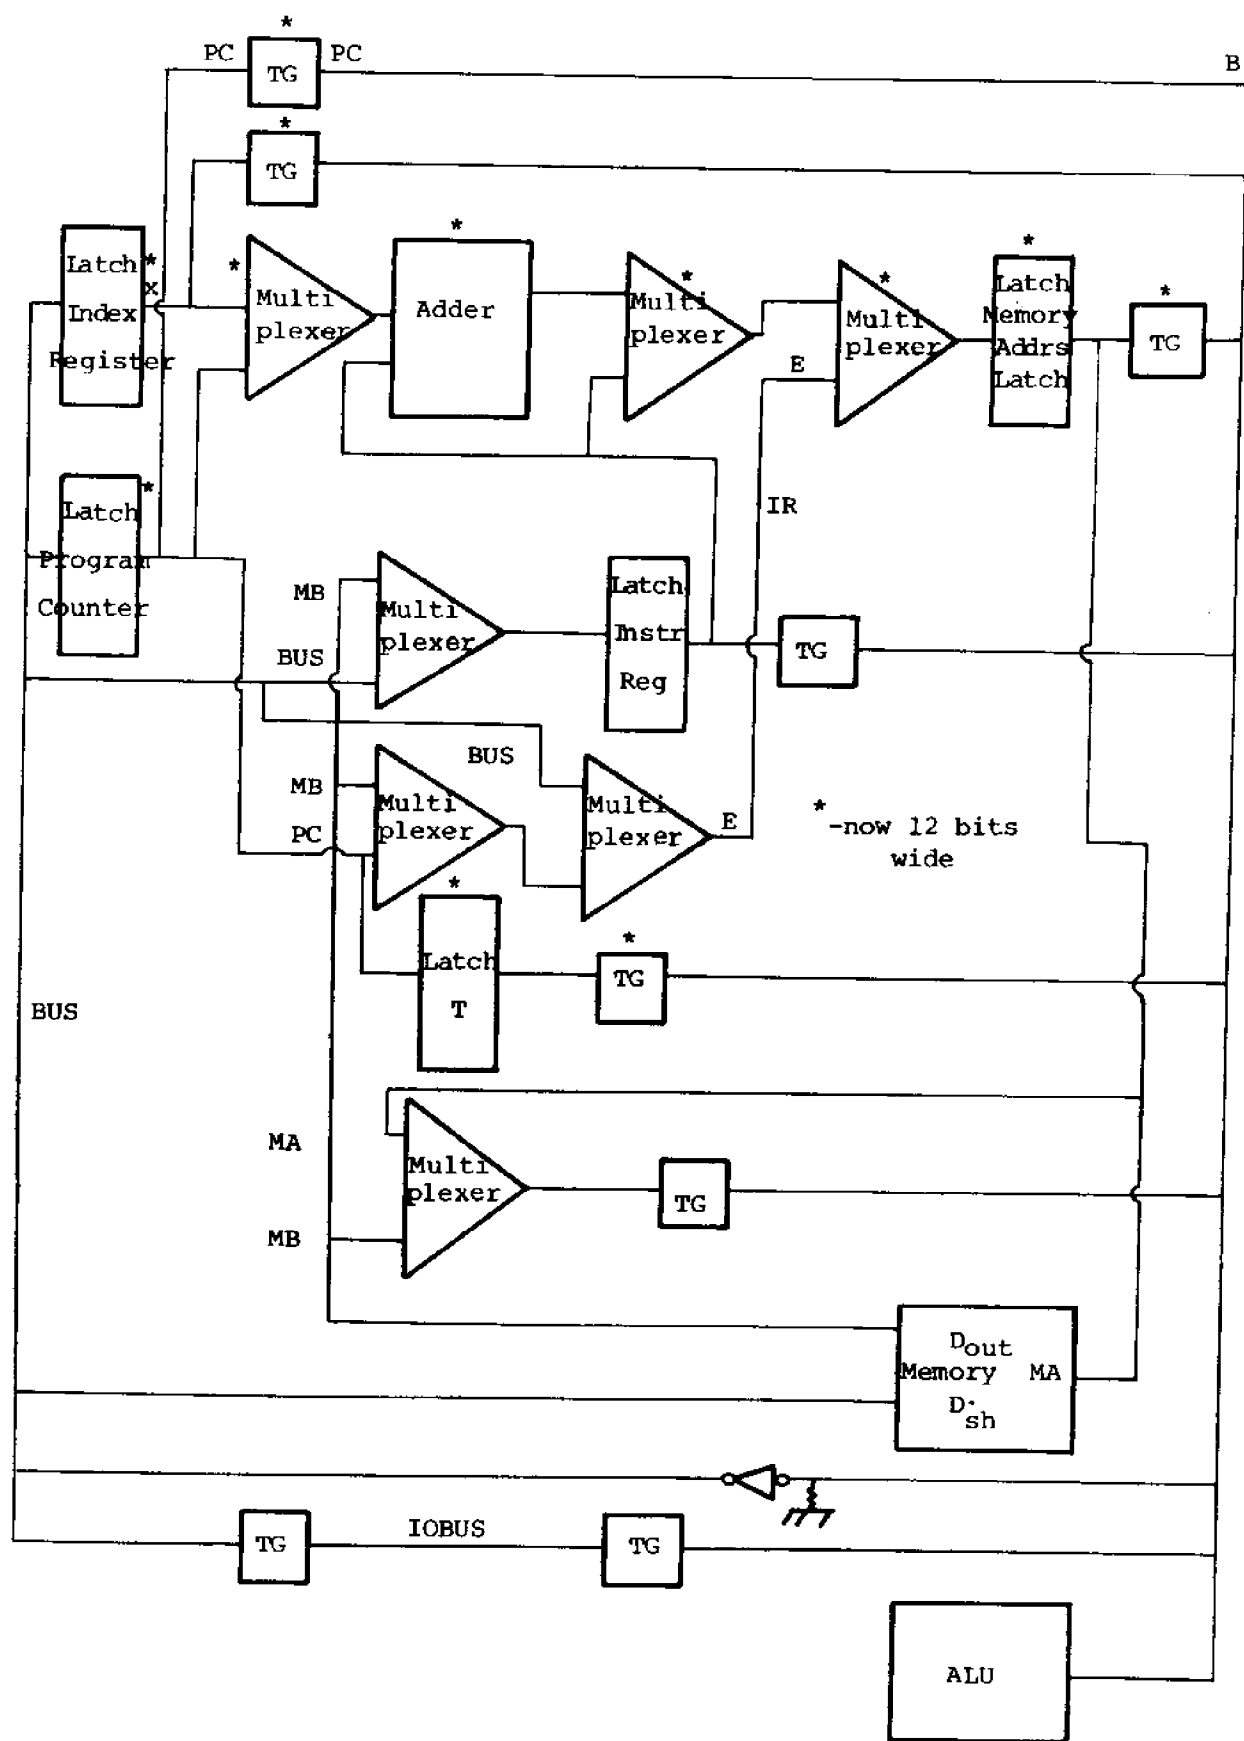 *
PC TG PC B
*
TG
Latch
Index
Register
*
x
*
Multi
plexer
*
Adder
*
Multi
plexer
*
Multi
plexer
E
*
Latch
Memory
Addrs
Latch
*
TG
Latch
Program
Counter
*
IR
MB
BUS
Multi
plexer
Latch
Instr
Reg
TG
MB
PC
Multi
plexer
BUS
Multi
plexer
E
*-now 12 bits
wide
*
Latch
T
*
TG
BUS
MA
MB
Multi
plexer
TG
Dout
Memory MA
D sh
TG IOBUS TG
ALU